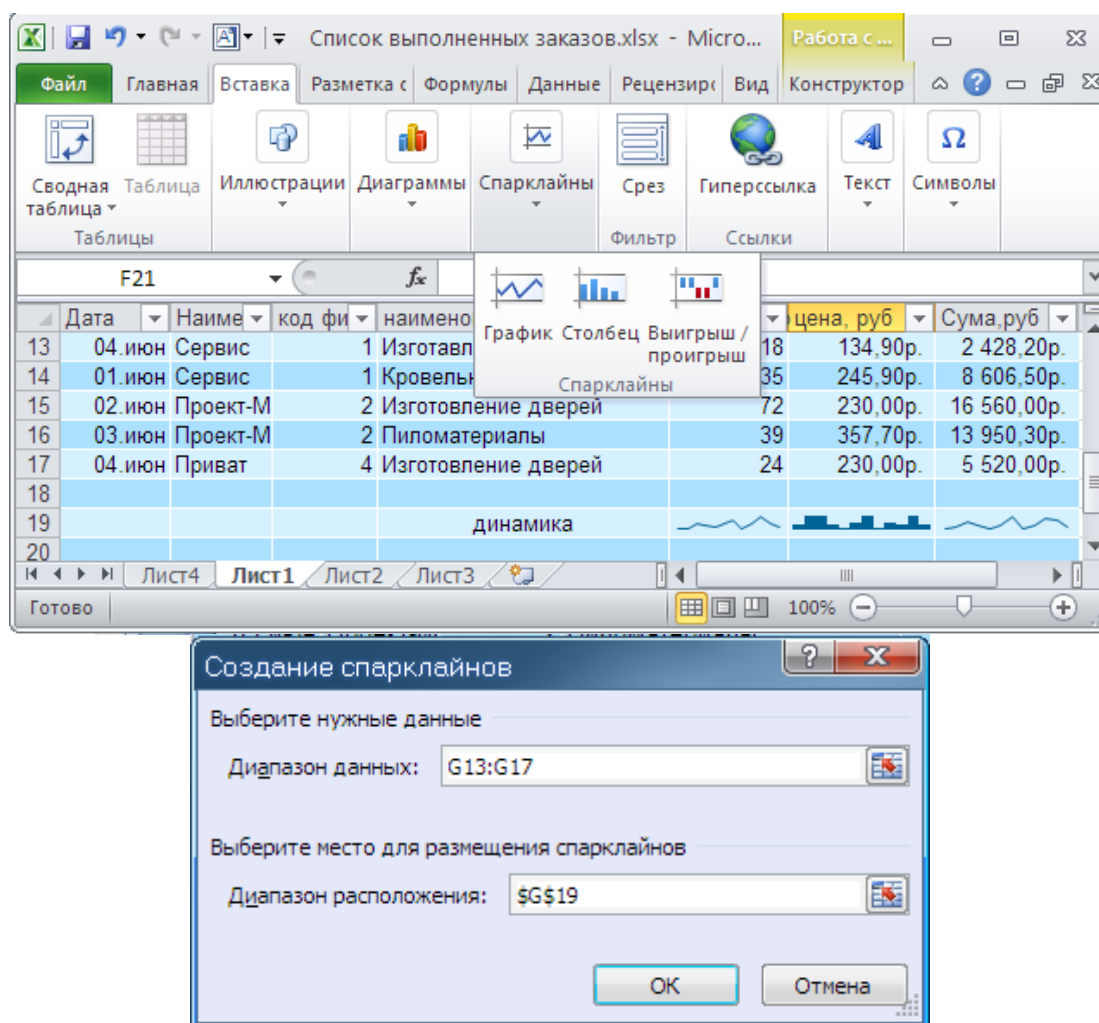 Список выполненных заказов.xlsx - Micro... Работа с ...
Файл Главная Вставка Разметка с Формулы Данные Рецензиро Вид Конструктор
Сводная таблица Таблица Иллюстрации Диаграммы Спарклайны Срез Гиперссылка Текст Символы
Таблицы Фильтр Ссылки
F21 fx
График Столбец Выигрыш / проигрыш
Спарклайны
Дата Наиме код фи наимено цена, руб Сума,руб
13 04.июн Сервис 1 Изготавл 18 134,90р. 2 428,20р.
14 01.июн Сервис 1 Кровельн 35 245,90р. 8 606,50р.
15 02.июн Проект-М 2 Изготовление дверей 72 230,00р. 16 560,00р.
16 03.июн Проект-М 2 Пиломатериалы 39 357,70р. 13 950,30р.
17 04.июн Приват 4 Изготовление дверей 24 230,00р. 5 520,00р.
18
19 динамика
20
Лист4 Лист1 Лист2 Лист3
Готово 100%
Создание спарклайнов
Выберите нужные данные
Диапазон данных: G13:G17
Выберите место для размещения спарклайнов
Диапазон расположения: $G$19
ОК Отмена